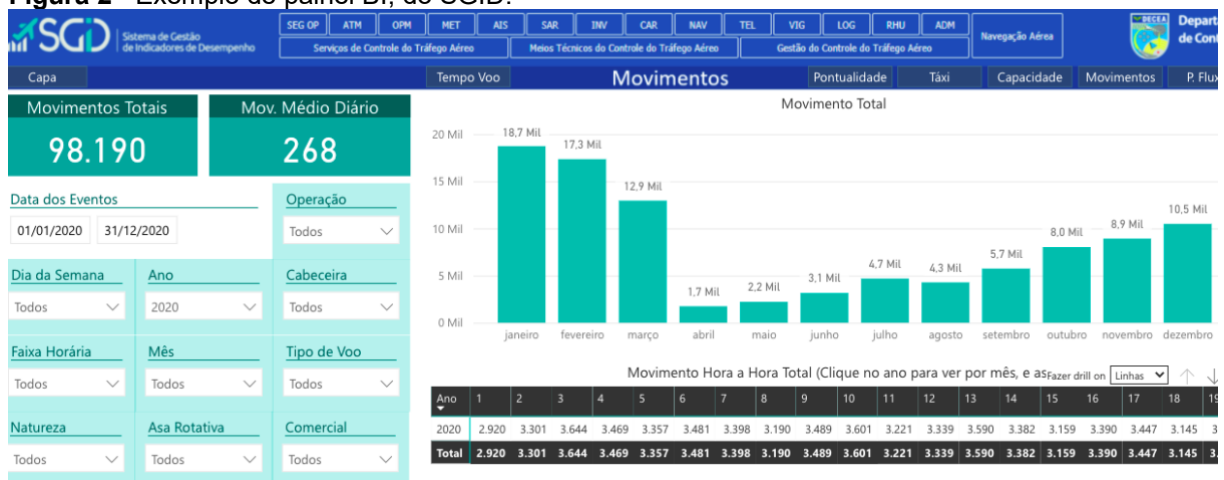 Figura 2 - Exemplo de painel BI, do SGID.
SGID
Sistema de Gestão
de Indicadores de Desempenho
SEG OP ATM OPM MET AIS SAR INV CAR NAV TEL VIG LOG RHU ADM
Serviços de Controle do Tráfego Aéreo Meios Técnicos do Controle do Tráfego Aéreo Gestão do Controle do Tráfego Aéreo
Navegação Aérea
DECEA
Depart
de Cont
Capa Tempo Voo Movimentos Pontualidade Táxi Capacidade Movimentos P. Flux
Movimentos Totais Mov. Médio Diário
98.190 268
Data dos Eventos Operação
01/01/2020 31/12/2020 Todos
Dia da Semana Ano Cabeceira
Todos 2020 Todos
Faixa Horária Mês Tipo de Voo
Todos Todos Todos
Natureza Asa Rotativa Comercial
Todos Todos Todos
Movimento Total
20 Mil
15 Mil
10 Mil
5 Mil
0 Mil
18,7 Mil 17,3 Mil 12,9 Mil 1,7 Mil 2,2 Mil 3,1 Mil 4,7 Mil 4,3 Mil 5,7 Mil 8,0 Mil 8,9 Mil 10,5 Mil
janeiro fevereiro março abril maio junho julho agosto setembro outubro novembro dezembro
Movimento Hora a Hora Total (Clique no ano para ver por mês, e as Fazer drill on Linhas
Ano 1 2 3 4 5 6 7 8 9 10 11 12 13 14 15 16 17 18 19
2020 2.920 3.301 3.644 3.469 3.357 3.481 3.398 3.190 3.489 3.601 3.221 3.339 3.590 3.382 3.159 3.390 3.447 3.145 3
Total 2.920 3.301 3.644 3.469 3.357 3.481 3.398 3.190 3.489 3.601 3.221 3.339 3.590 3.382 3.159 3.390 3.447 3.145 3.